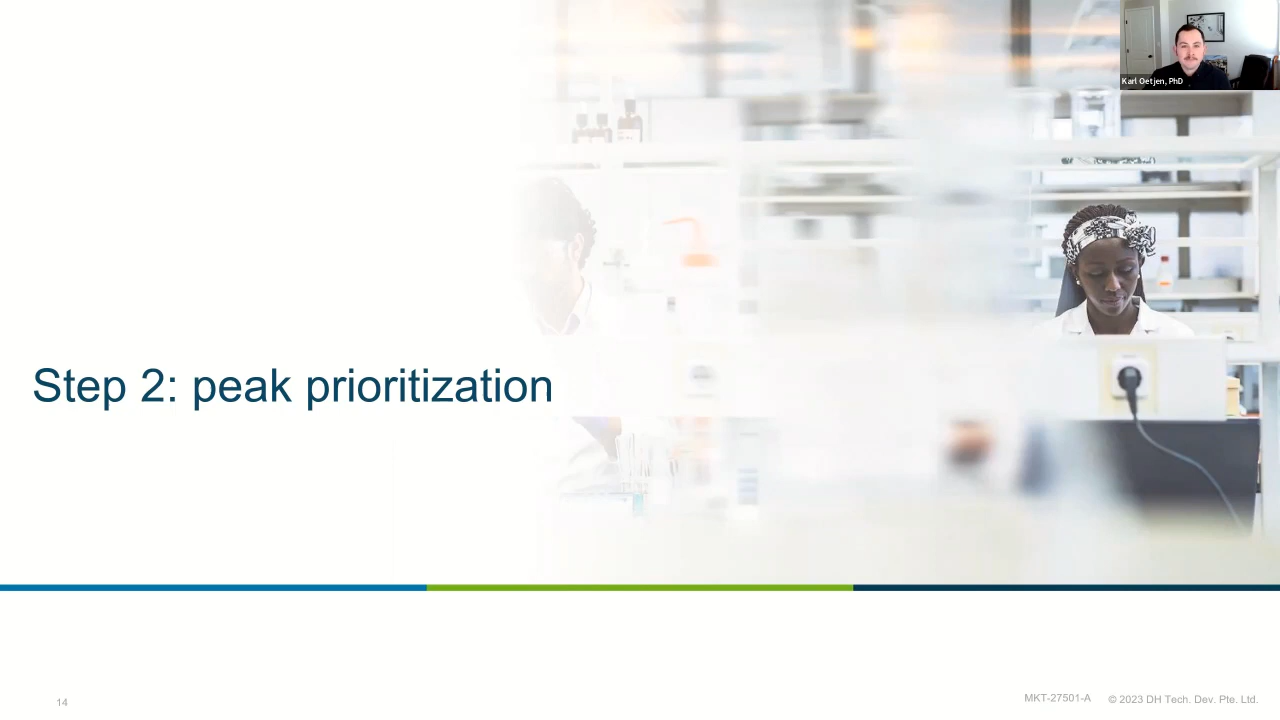 Karl Oetjen, PhD
Step 2: peak prioritization
14
MKT-27501-A
© 2023 DH Tech. Dev. Pte. Ltd.